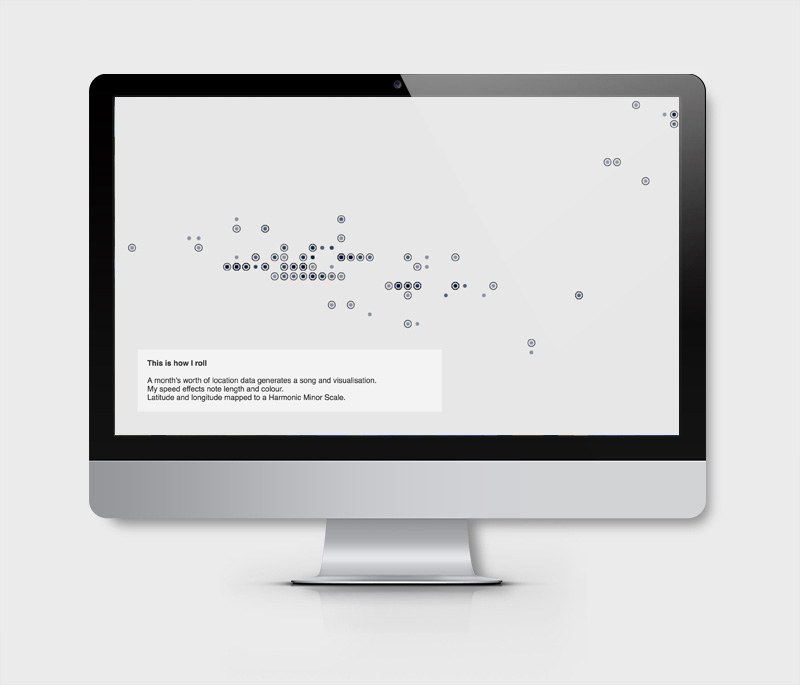 This is how I roll
A month's worth of location data generates a song and visualisation.
My speed effects note length and colour.
Latitude and longitude mapped to a Harmonic Minor Scale.